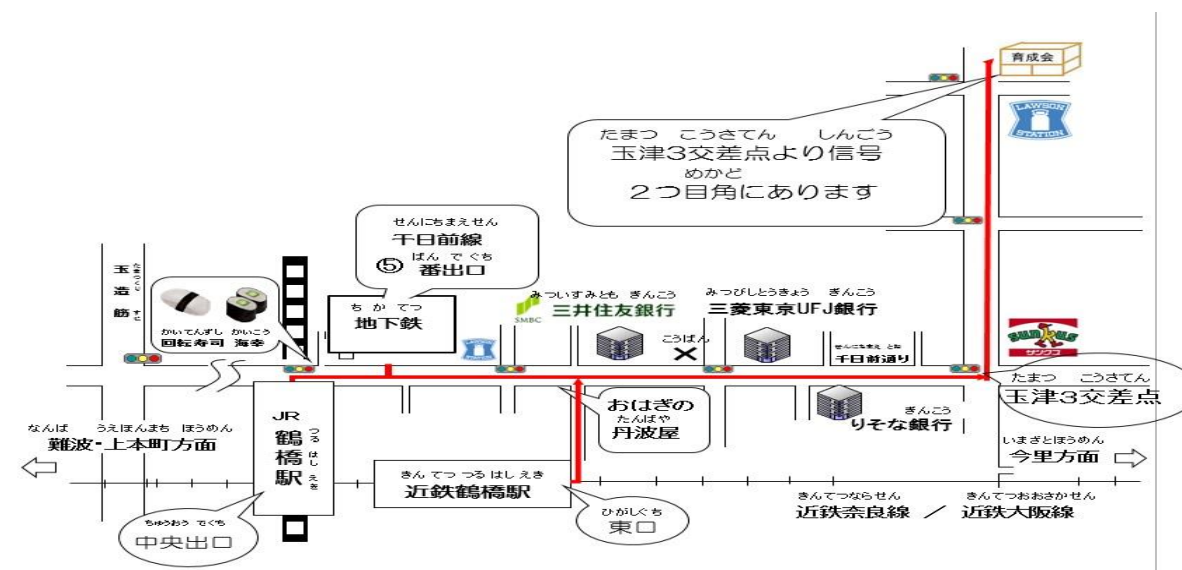 育成会
LAWSON
STATION
たまつ こうさてん しんごう
玉津3交差点より信号
めかど
2つ目角にあります
せんにちまえせん
千日前線
ばん でぐち
⑤番出口
玉造筋
たまつくりすじ
かいてんずし かいこう
回転寿司 海幸
ちかてつ
地下鉄
みついすみとも ぎんこう
三井住友銀行
SMBC
みつびしとうきょう ぎんこう
三菱東京UFJ銀行
こうばん
×
せんにちまえ とおり
千日前通り
sunkus
サンクス
たまつ こうさてん
玉津3交差点
おはぎの
たんばや
丹波屋
ぎんこう
りそな銀行
JR
鶴橋駅
つるはしえき
なんば うえほんまち ほうめん
難波・上本町方面
いまざとほうめん
今里方面
きんてつ つるはしえき
近鉄鶴橋駅
ひがしぐち
東口
ちゅうおう でぐち
中央出口
きんてつならせん きんてつおおさかせん
近鉄奈良線 / 近鉄大阪線